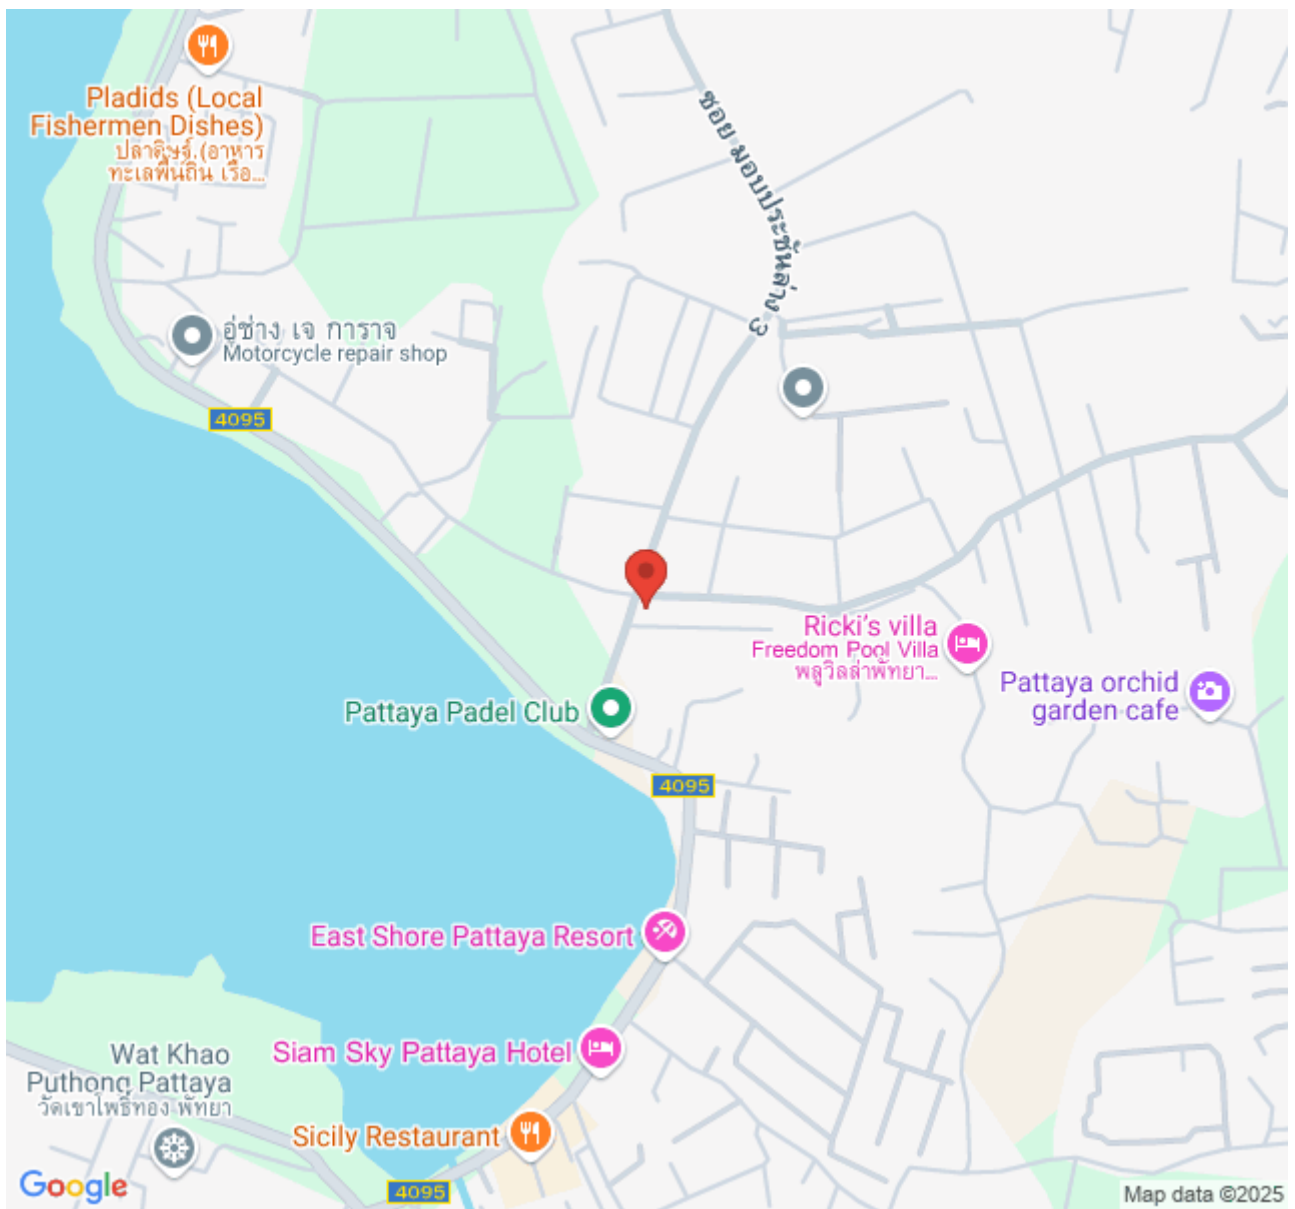 Pladids (Local
Fishermen Dishes)
ปลาดิษฐ์.(อาหาร
ทะเลพื้นถิ่น เรือ...
ซอย มาบประชันล่าง 3
อู่ช่าง เจ การาจ
Motorcycle repair shop
4095
Ricki's villa
Freedom Pool Villa
พลูวิลล่าพัทยา...
Pattaya orchid
garden cafe
Pattaya Padel Club
4095
East Shore Pattaya Resort
Siam Sky Pattaya Hotel
Wat Khao
Puthong Pattaya
วัดเขาโพธิ์ทอง พัทยา
Sicily Restaurant
4095
Google
Map data ©2025